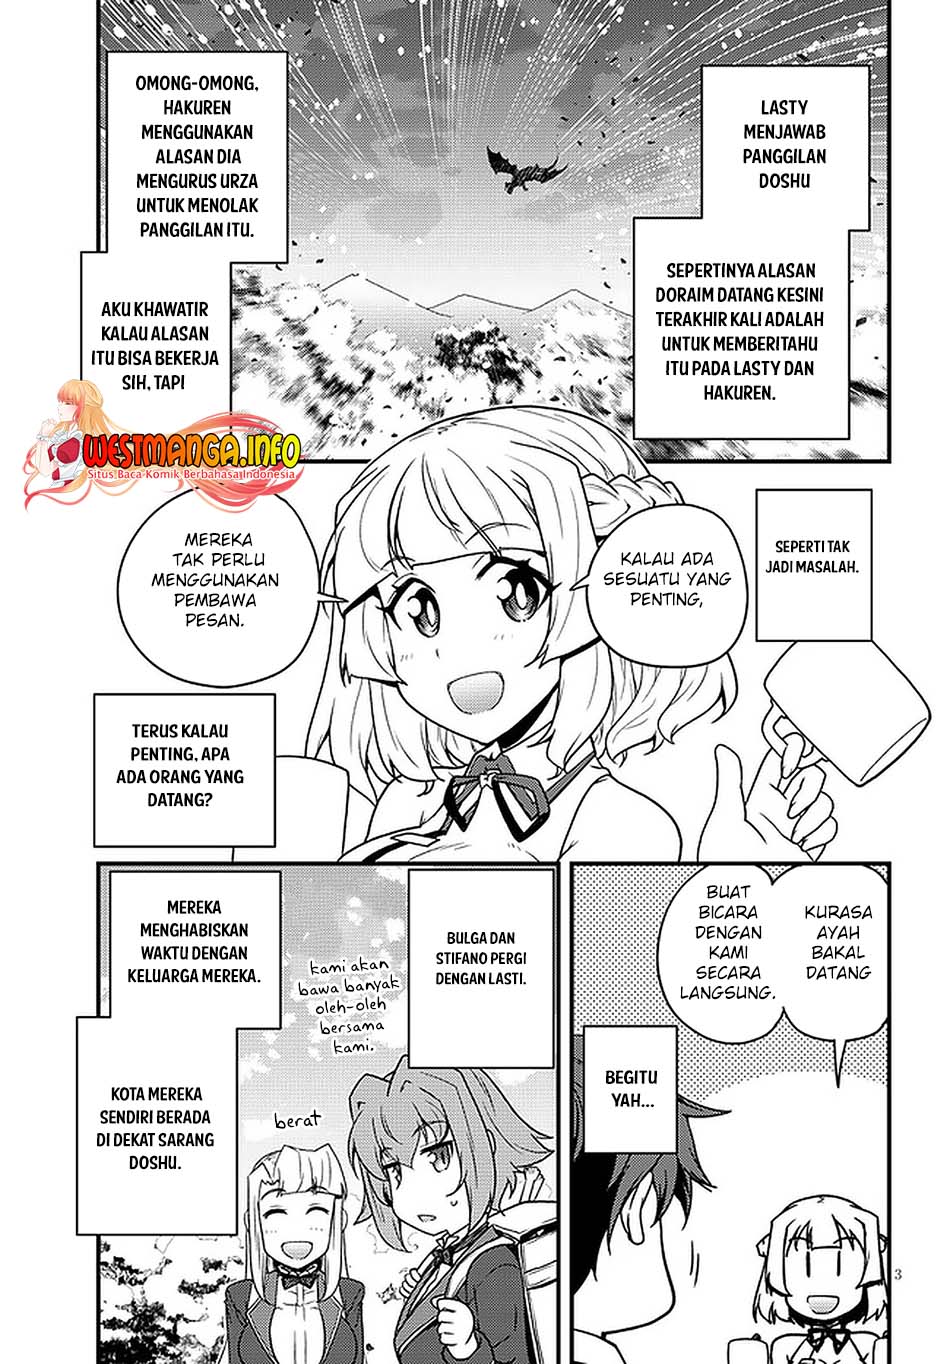 LASTY
MENJAWAB
PANGGILAN
DOSHU
SEPERTINYA ALASAN
DORAIM DATANG KESINI
TERAKHIR KALI ADALAH
UNTUK MEMBERITAHU
ITU PADA LASTY DAN
HAKUREN.
OMONG-OMONG,
HAKUREN
MENGGUNAKAN
ALASAN DIA
MENGURUS URZA
UNTUK MENOLAK
PANGGILAN ITU.
AKU KHAWATIR
KALAU ALASAN
ITU BISA BEKERJA
SIH, TAPI
WESTMANGA.INFO
Situs Baca Komik Berbahasa Indonesia
SEPERTI TAK
JADI MASALAH.
KALAU ADA
SESUATU YANG
PENTING,
MEREKA
TAK PERLU
MENGGUNAKAN
PEMBAWA
PESAN.
TERUS KALAU
PENTING, APA
ADA ORANG YANG
DATANG?
KURASA
AYAH
BAKAL
DATANG
BUAT
BICARA
DENGAN
KAMI
SECARA
LANGSUNG.
BEGITU
YAH...
BULGA DAN
STIFANO PERGI
DENGAN LASTI.
kami akan
bawa banyak
oleh-oleh
bersama
kami.
MEREKA
MENGHABISKAN
WAKTU DENGAN
KELUARGA MEREKA.
berat
KOTA MEREKA
SENDIRI BERADA
DI DEKAT SARANG
DOSHU.
3